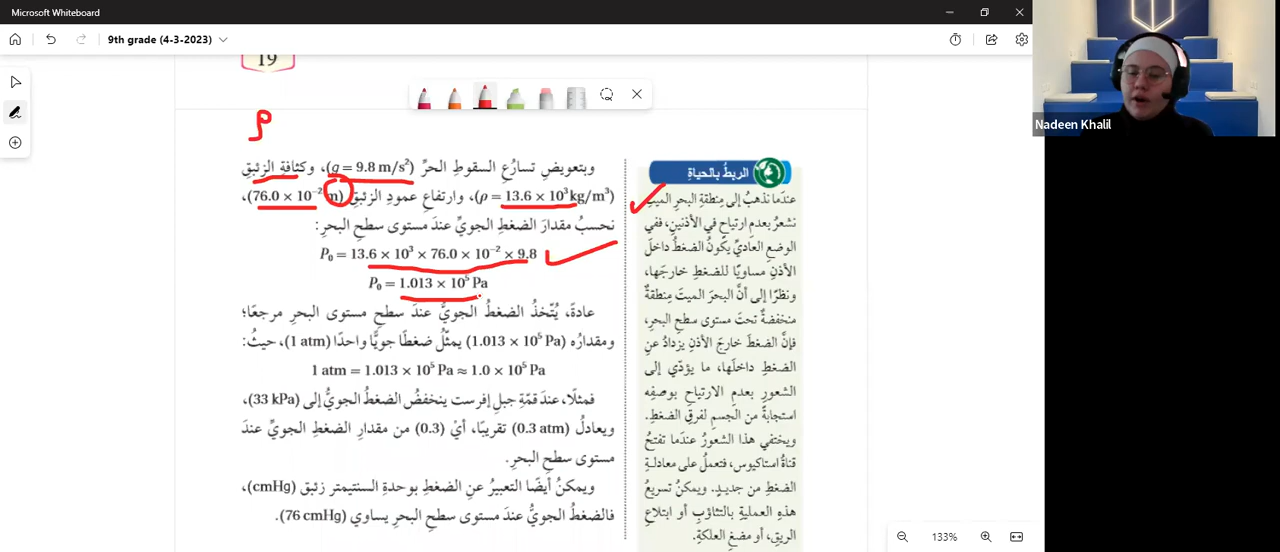 Microsoft Whiteboard
9th grade (4-3-2023)
Nadeen Khalil
19
ρ
وبتعويضِ تسارُعِ السقوطِ الحرِّ (g = 9.8 m/s²)، وكثافةِ الزئبقِ
(ρ = 13.6 × 10³ kg/m³)، وارتفاعِ عمودِ الزئبقِ (76.0 × 10⁻² m)،
نحسبُ مقدارَ الضغطِ الجويِّ عندَ مستوى سطحِ البحرِ:
P₀ = 13.6 × 10³ × 76.0 × 10⁻² × 9.8
P₀ = 1.013 × 10⁵ Pa
عادةً، يُتّخذُ الضغطُ الجويُّ عندَ سطحِ مستوى البحرِ مرجعًا؛
ومقدارُه (1.013 × 10⁵ Pa) يمثّلُ ضغطًا جويًّا واحدًا (1 atm)، حيثُ:
1 atm = 1.013 × 10⁵ Pa ≈ 1.0 × 10⁵ Pa
فمثلًا، عندَ قمّةِ جبلِ إفرست ينخفضُ الضغطُ الجويُّ إلى (33 kPa)،
ويعادلُ (0.3 atm) تقريبًا، أيْ (0.3) من مقدارِ الضغطِ الجويِّ عندَ
مستوى سطحِ البحرِ.
ويمكنُ أيضًا التعبيرُ عنِ الضغطِ بوحدةِ السنتيمترِ زئبق (cmHg)،
فالضغطُ الجويُّ عندَ مستوى سطحِ البحرِ يساوي (76 cmHg).
الربطُ بالحياةِ
عندَما نذهبُ إلى مِنطقةِ البحرِ الميتِ
نشعرُ بعدمِ ارتياحٍ في الأذنينِ، ففي
الوضعِ العاديِّ يكونُ الضغطُ داخلَ
الأذنِ مساويًا للضغطِ خارجَها،
ونظرًا إلى أنَّ البحرَ الميتَ مِنطقةٌ
منخفضةٌ تحتَ مستوى سطحِ البحرِ،
فإنَّ الضغطَ خارجَ الأذنِ يزدادُ عنِ
الضغطِ داخلَها، ما يؤدّي إلى
الشعورِ بعدمِ الارتياحِ بوصفِه
استجابةً من الجسمِ لفرقِ الضغطِ.
ويختفي هذا الشعورُ عندَما تفتحُ
قناةُ استاكيوس، فتعملُ على معادلةِ
الضغطِ من جديدٍ. ويمكنُ تسريعُ
هذهِ العمليةِ بالتثاؤبِ أو ابتلاعِ
الريقِ، أو مضغِ العلكةِ.
133%